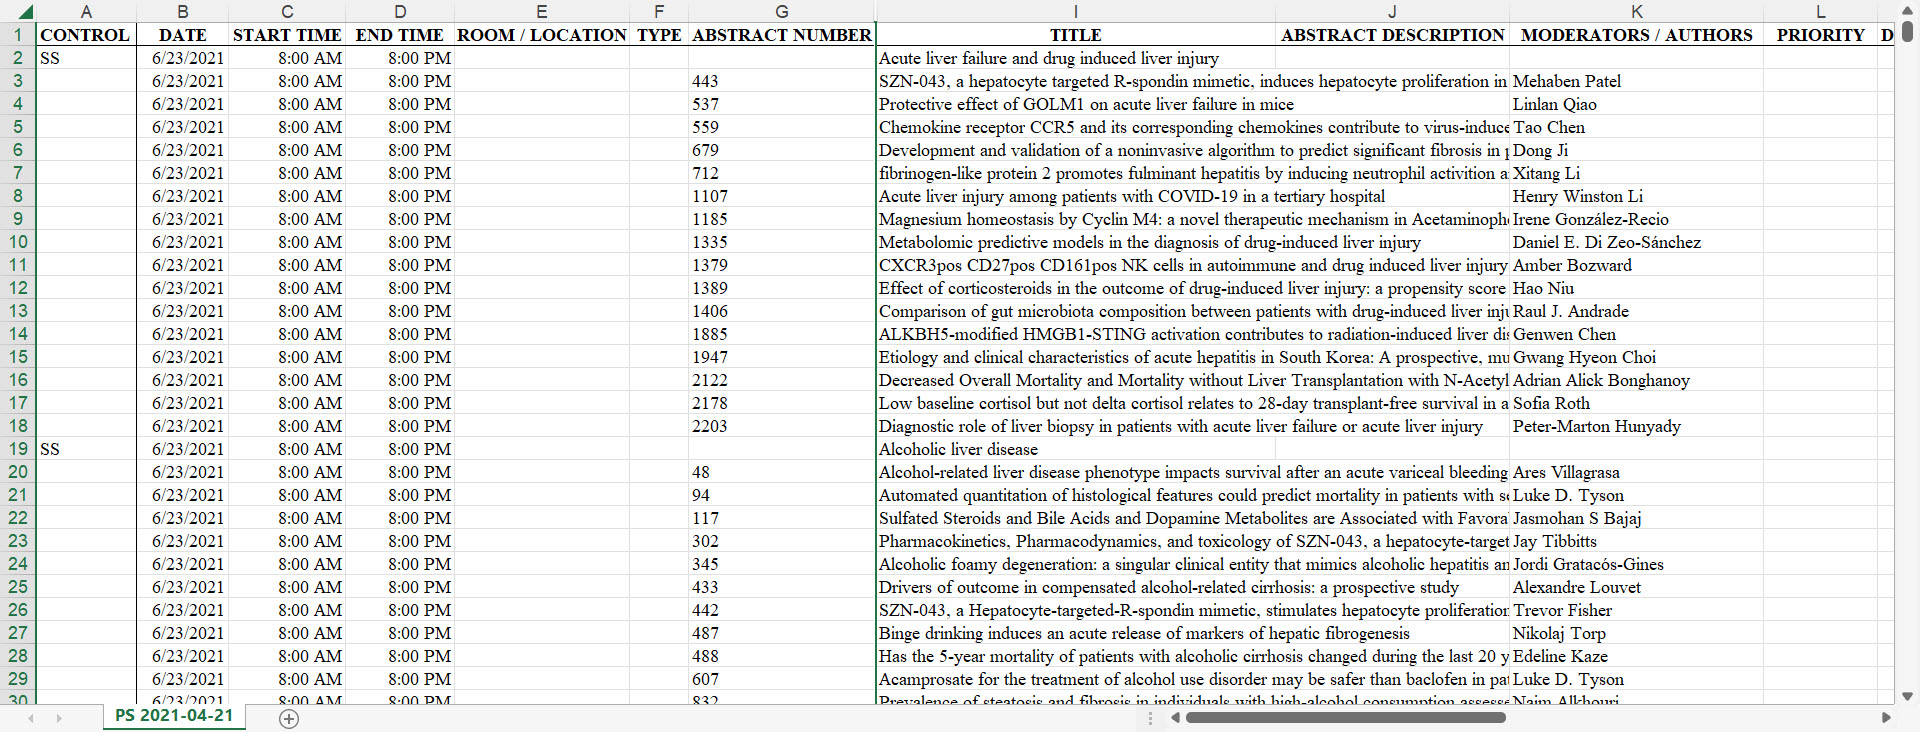 A B C D E F G I J K L
1 CONTROL DATE START TIME END TIME ROOM / LOCATION TYPE ABSTRACT NUMBER TITLE ABSTRACT DESCRIPTION MODERATORS / AUTHORS PRIORITY D
2 SS 6/23/2021 8:00 AM 8:00 PM Acute liver failure and drug induced liver injury
3 6/23/2021 8:00 AM 8:00 PM 443 SZN-043, a hepatocyte targeted R-spondin mimetic, induces hepatocyte proliferation in Mehaben Patel
4 6/23/2021 8:00 AM 8:00 PM 537 Protective effect of GOLM1 on acute liver failure in mice Linlan Qiao
5 6/23/2021 8:00 AM 8:00 PM 559 Chemokine receptor CCR5 and its corresponding chemokines contribute to virus-induce Tao Chen
6 6/23/2021 8:00 AM 8:00 PM 679 Development and validation of a noninvasive algorithm to predict significant fibrosis in Dong Ji
7 6/23/2021 8:00 AM 8:00 PM 712 fibrinogen-like protein 2 promotes fulminant hepatitis by inducing neutrophil activition a Xitang Li
8 6/23/2021 8:00 AM 8:00 PM 1107 Acute liver injury among patients with COVID-19 in a tertiary hospital Henry Winston Li
9 6/23/2021 8:00 AM 8:00 PM 1185 Magnesium homeostasis by Cyclin M4: a novel therapeutic mechanism in Acetaminoph Irene González-Recio
10 6/23/2021 8:00 AM 8:00 PM 1335 Metabolomic predictive models in the diagnosis of drug-induced liver injury Daniel E. Di Zeo-Sánchez
11 6/23/2021 8:00 AM 8:00 PM 1379 CXCR3pos CD27pos CD161pos NK cells in autoimmune and drug induced liver injury Amber Bozward
12 6/23/2021 8:00 AM 8:00 PM 1389 Effect of corticosteroids in the outcome of drug-induced liver injury: a propensity score Hao Niu
13 6/23/2021 8:00 AM 8:00 PM 1406 Comparison of gut microbiota composition between patients with drug-induced liver inj Raul J. Andrade
14 6/23/2021 8:00 AM 8:00 PM 1885 ALKBH5-modified HMGB1-STING activation contributes to radiation-induced liver di Genwen Chen
15 6/23/2021 8:00 AM 8:00 PM 1947 Etiology and clinical characteristics of acute hepatitis in South Korea: A prospective, mu Gwang Hyeon Choi
16 6/23/2021 8:00 AM 8:00 PM 2122 Decreased Overall Mortality and Mortality without Liver Transplantation with N-Acetyl Adrian Alick Bonghanoy
17 6/23/2021 8:00 AM 8:00 PM 2178 Low baseline cortisol but not delta cortisol relates to 28-day transplant-free survival in a Sofia Roth
18 6/23/2021 8:00 AM 8:00 PM 2203 Diagnostic role of liver biopsy in patients with acute liver failure or acute liver injury Peter-Marton Hunyady
19 SS 6/23/2021 8:00 AM 8:00 PM Alcoholic liver disease
20 6/23/2021 8:00 AM 8:00 PM 48 Alcohol-related liver disease phenotype impacts survival after an acute variceal bleeding Ares Villagrasa
21 6/23/2021 8:00 AM 8:00 PM 94 Automated quantitation of histological features could predict mortality in patients with s Luke D. Tyson
22 6/23/2021 8:00 AM 8:00 PM 117 Sulfated Steroids and Bile Acids and Dopamine Metabolites are Associated with Favora Jasmohan S Bajaj
23 6/23/2021 8:00 AM 8:00 PM 302 Pharmacokinetics, Pharmacodynamics, and toxicology of SZN-043, a hepatocyte-target Jay Tibbitts
24 6/23/2021 8:00 AM 8:00 PM 345 Alcoholic foamy degeneration: a singular clinical entity that mimics alcoholic hepatitis an Jordi Gratacós-Gines
25 6/23/2021 8:00 AM 8:00 PM 433 Drivers of outcome in compensated alcohol-related cirrhosis: a prospective study Alexandre Louvet
26 6/23/2021 8:00 AM 8:00 PM 442 SZN-043, a Hepatocyte-targeted-R-spondin mimetic, stimulates hepatocyte proliferation Trevor Fisher
27 6/23/2021 8:00 AM 8:00 PM 487 Binge drinking induces an acute release of markers of hepatic fibrogenesis Nikolaj Torp
28 6/23/2021 8:00 AM 8:00 PM 488 Has the 5-year mortality of patients with alcoholic cirrhosis changed during the last 20 y Edeline Kaze
29 6/23/2021 8:00 AM 8:00 PM 607 Acamprosate for the treatment of alcohol use disorder may be safer than baclofen in pa Luke D. Tyson
30 6/23/2021 8:00 AM 8:00 PM 832 Prevalence of steatosis and fibrosis in individuals with high-alcohol consumption assess Naim Alkhouri
PS 2021-04-21